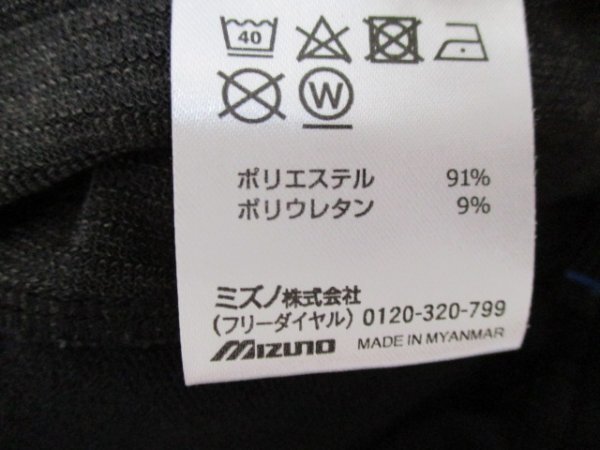 40
W
ポリエステル 91%
ポリウレタン 9%
ミズノ株式会社
(フリーダイヤル) 0120-320-799
MIZUNO MADE IN MYANMAR